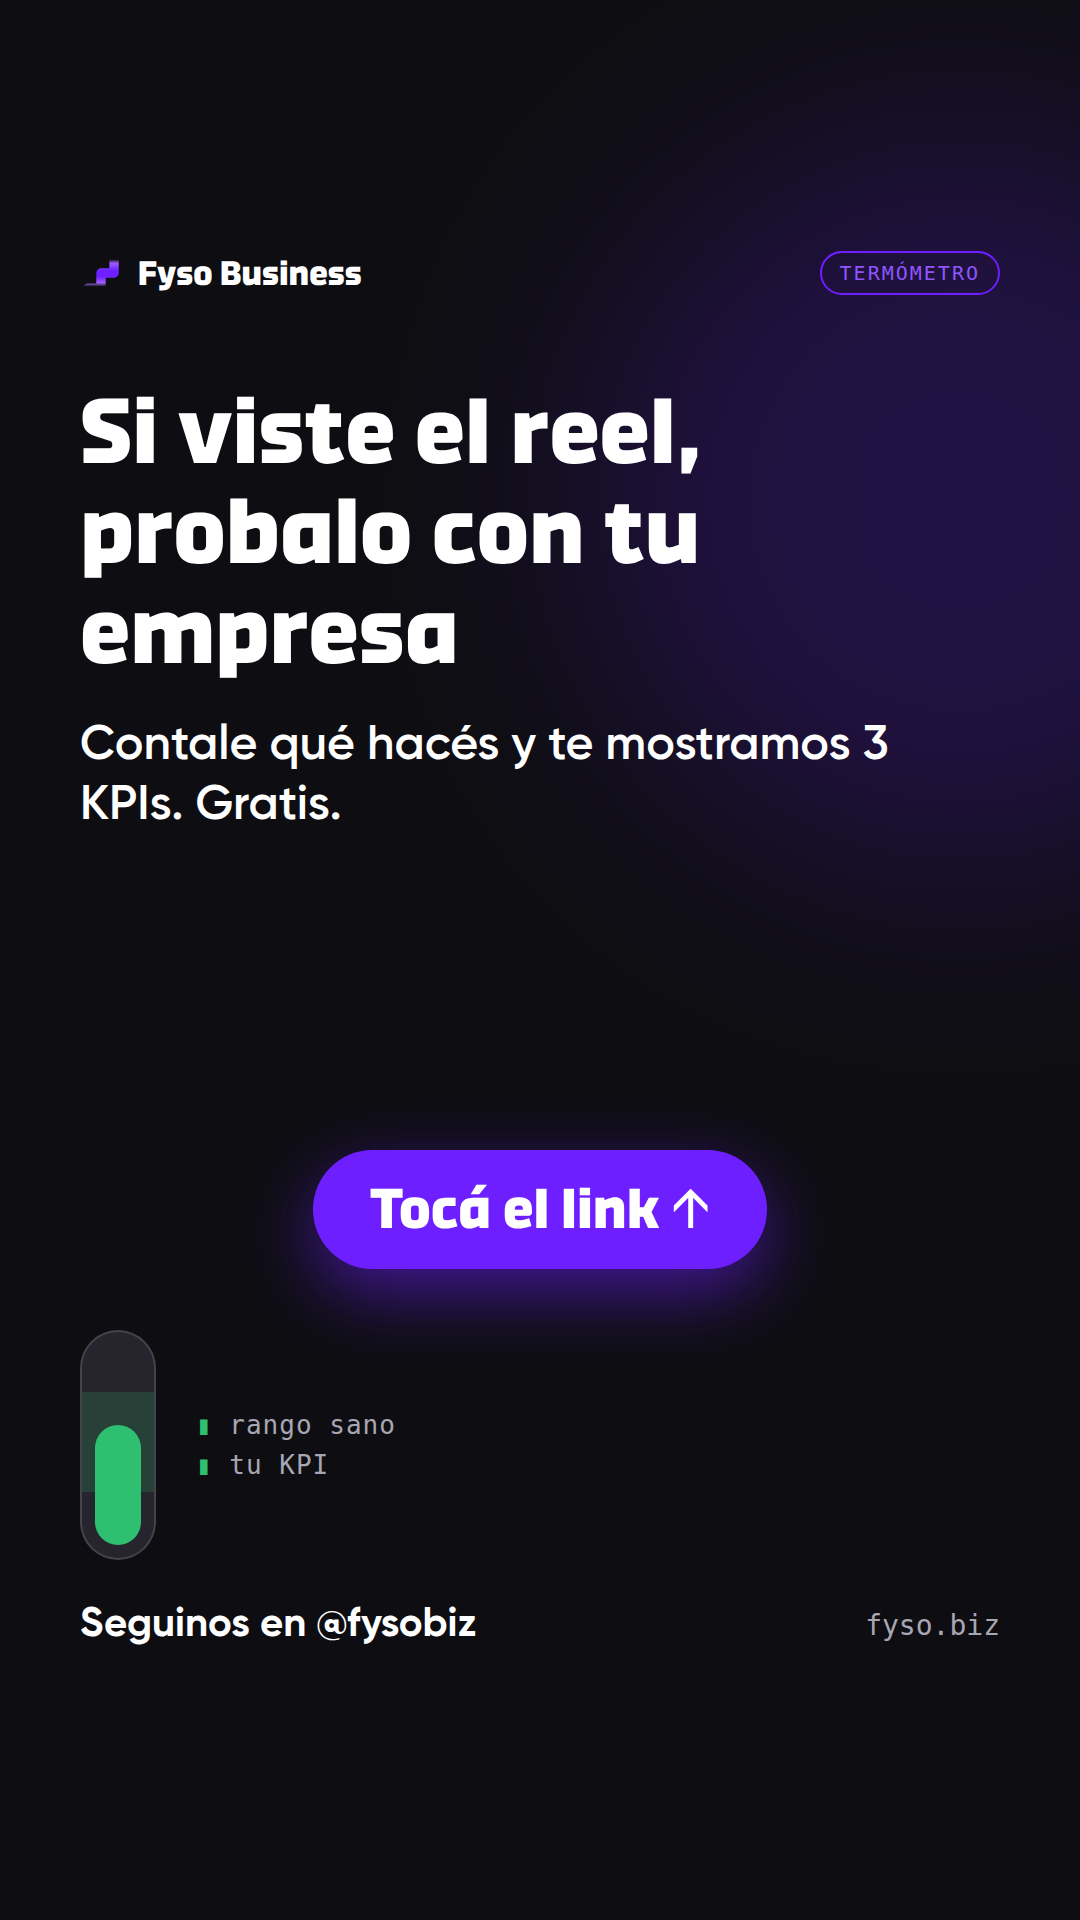 Fyso Business
TERMÓMETRO
Si viste el reel,
probalo con tu
empresa
Contale qué hacés y te mostramos 3
KPIs. Gratis.
Tocá el link ↑
rango sano
tu KPI
Seguinos en @fysobiz
fyso.biz